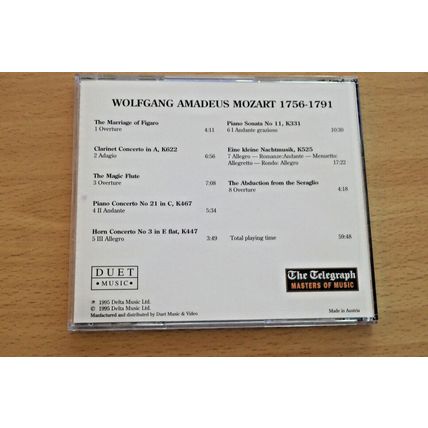 WOLFGANG AMADEUS MOZART 1756-1791
The Marriage of Figaro
1 Overture 4:11
Clarinet Concerto in A, K622
2 Adagio 6:56
The Magic Flute
3 Overture 7:08
Piano Concerto No 21 in C, K467
4 II Andante 5:34
Horn Concerto No 3 in E flat, K447
5 III Allegro 3:49
Piano Sonata No 11, K331
6 I Andante grazioso 10:30
Eine kleine Nachtmusik, K525
7 Allegro — Romanze: Andante — Menuetto:
Allegretto — Rondo: Allegro 17:22
The Abduction from the Seraglio
8 Overture 4:18
Total playing time 59:48
DUET
•MUSIC•
The Telegraph
MASTERS OF MUSIC
℗ 1995 Delta Music Ltd.
© 1995 Delta Music Ltd.
Manufactured and distributed by Duet Music & Video
Made in Austria